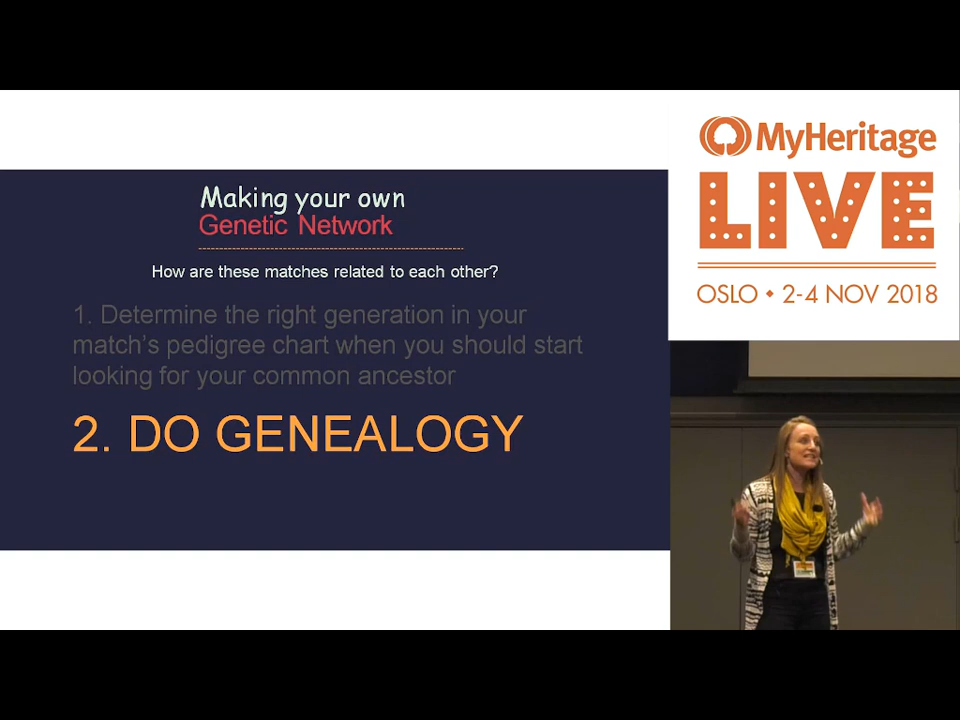 Making your own
Genetic Network
How are these matches related to each other?
1. Determine the right generation in your
match's pedigree chart when you should start
looking for your common ancestor
2. DO GENEALOGY
MyHeritage
LIVE
OSLO • 2-4 NOV 2018